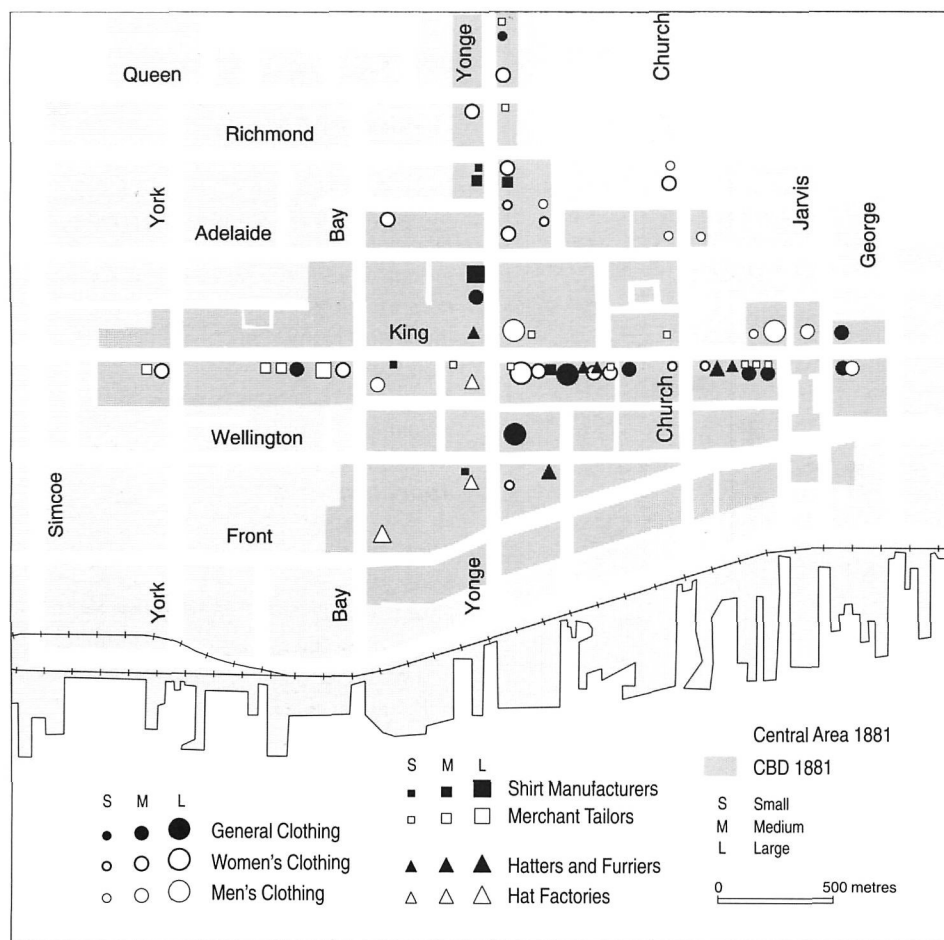 Queen
Yonge
Church
Richmond
York
Bay
Jarvis
George
Adelaide
King
Wellington
Church
Simcoe
Front
York
Bay
Yonge
Central Area 1881
CBD 1881
S Small
M Medium
L Large
0 500 metres
S M L
Shirt Manufacturers
Merchant Tailors
Hatters and Furriers
Hat Factories
S M L
General Clothing
Women's Clothing
Men's Clothing